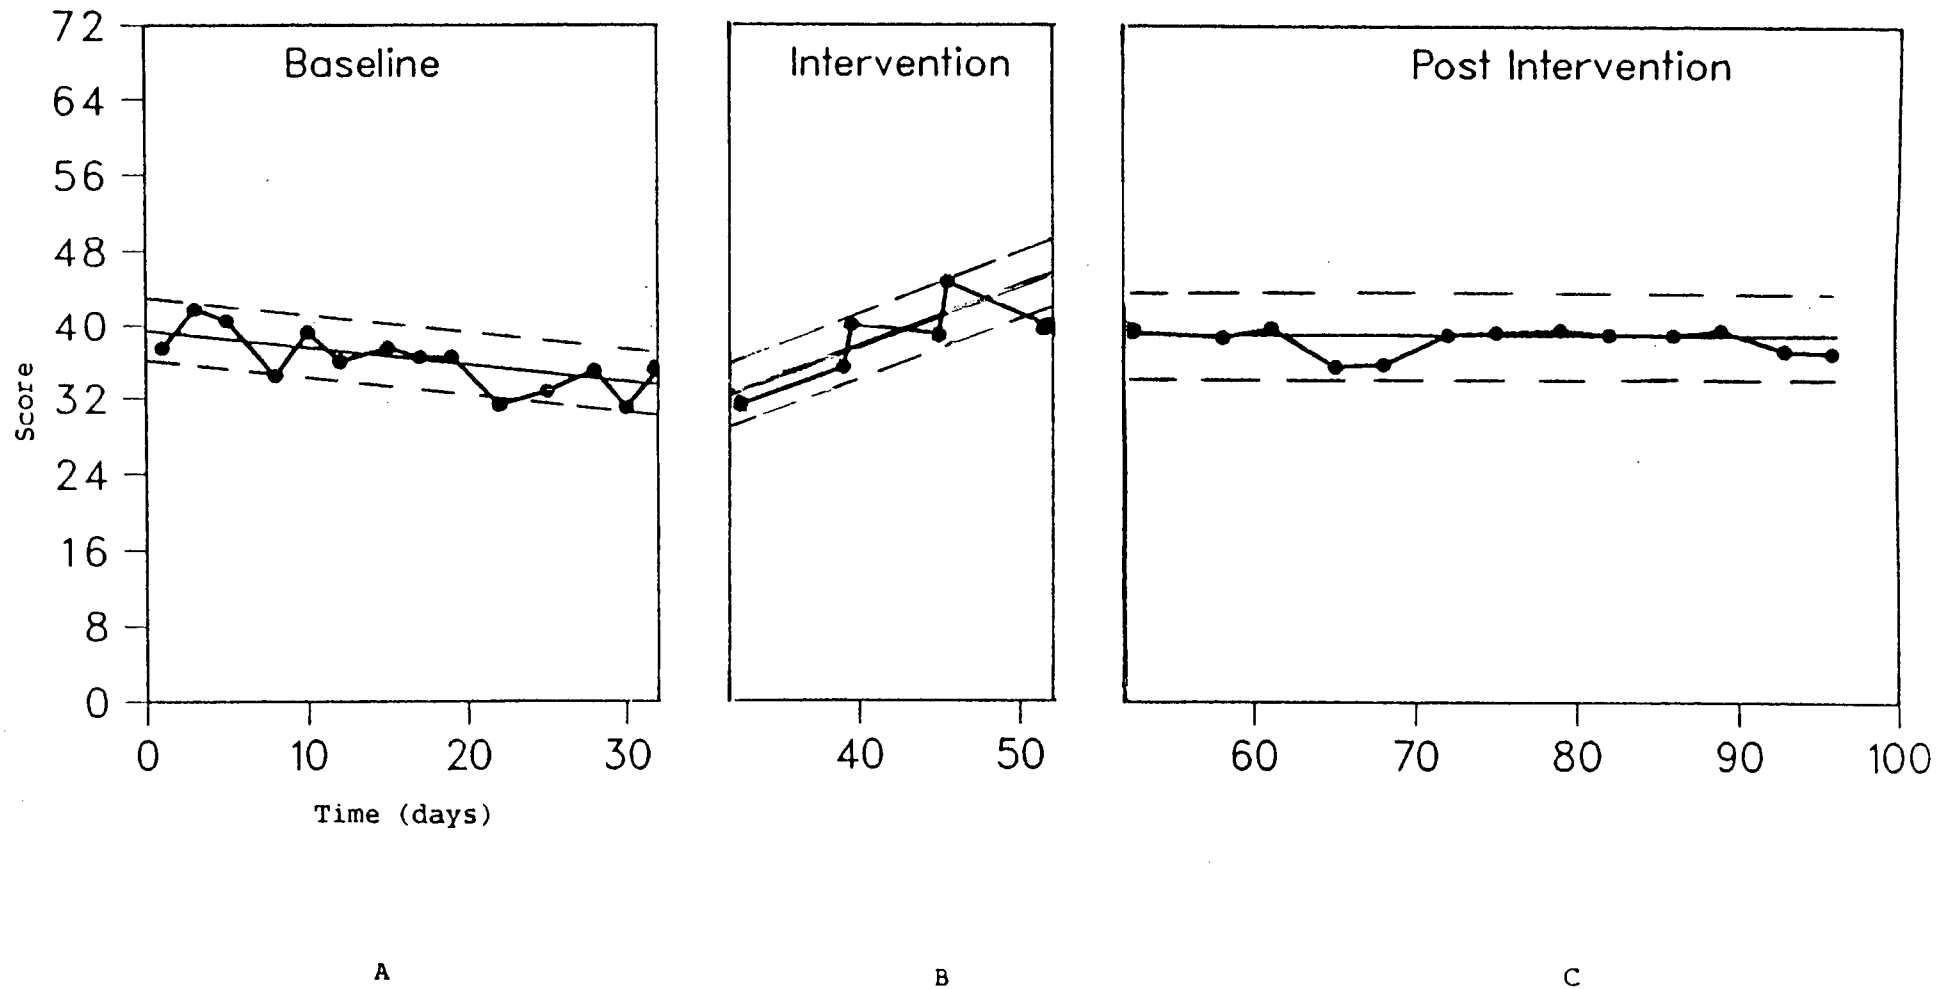 Baseline
Intervention
Post Intervention
72
64
56
48
40
32
24
16
8
0
Score
0 10 20 30
40 50
60 70 80 90 100
Time (days)
A B C